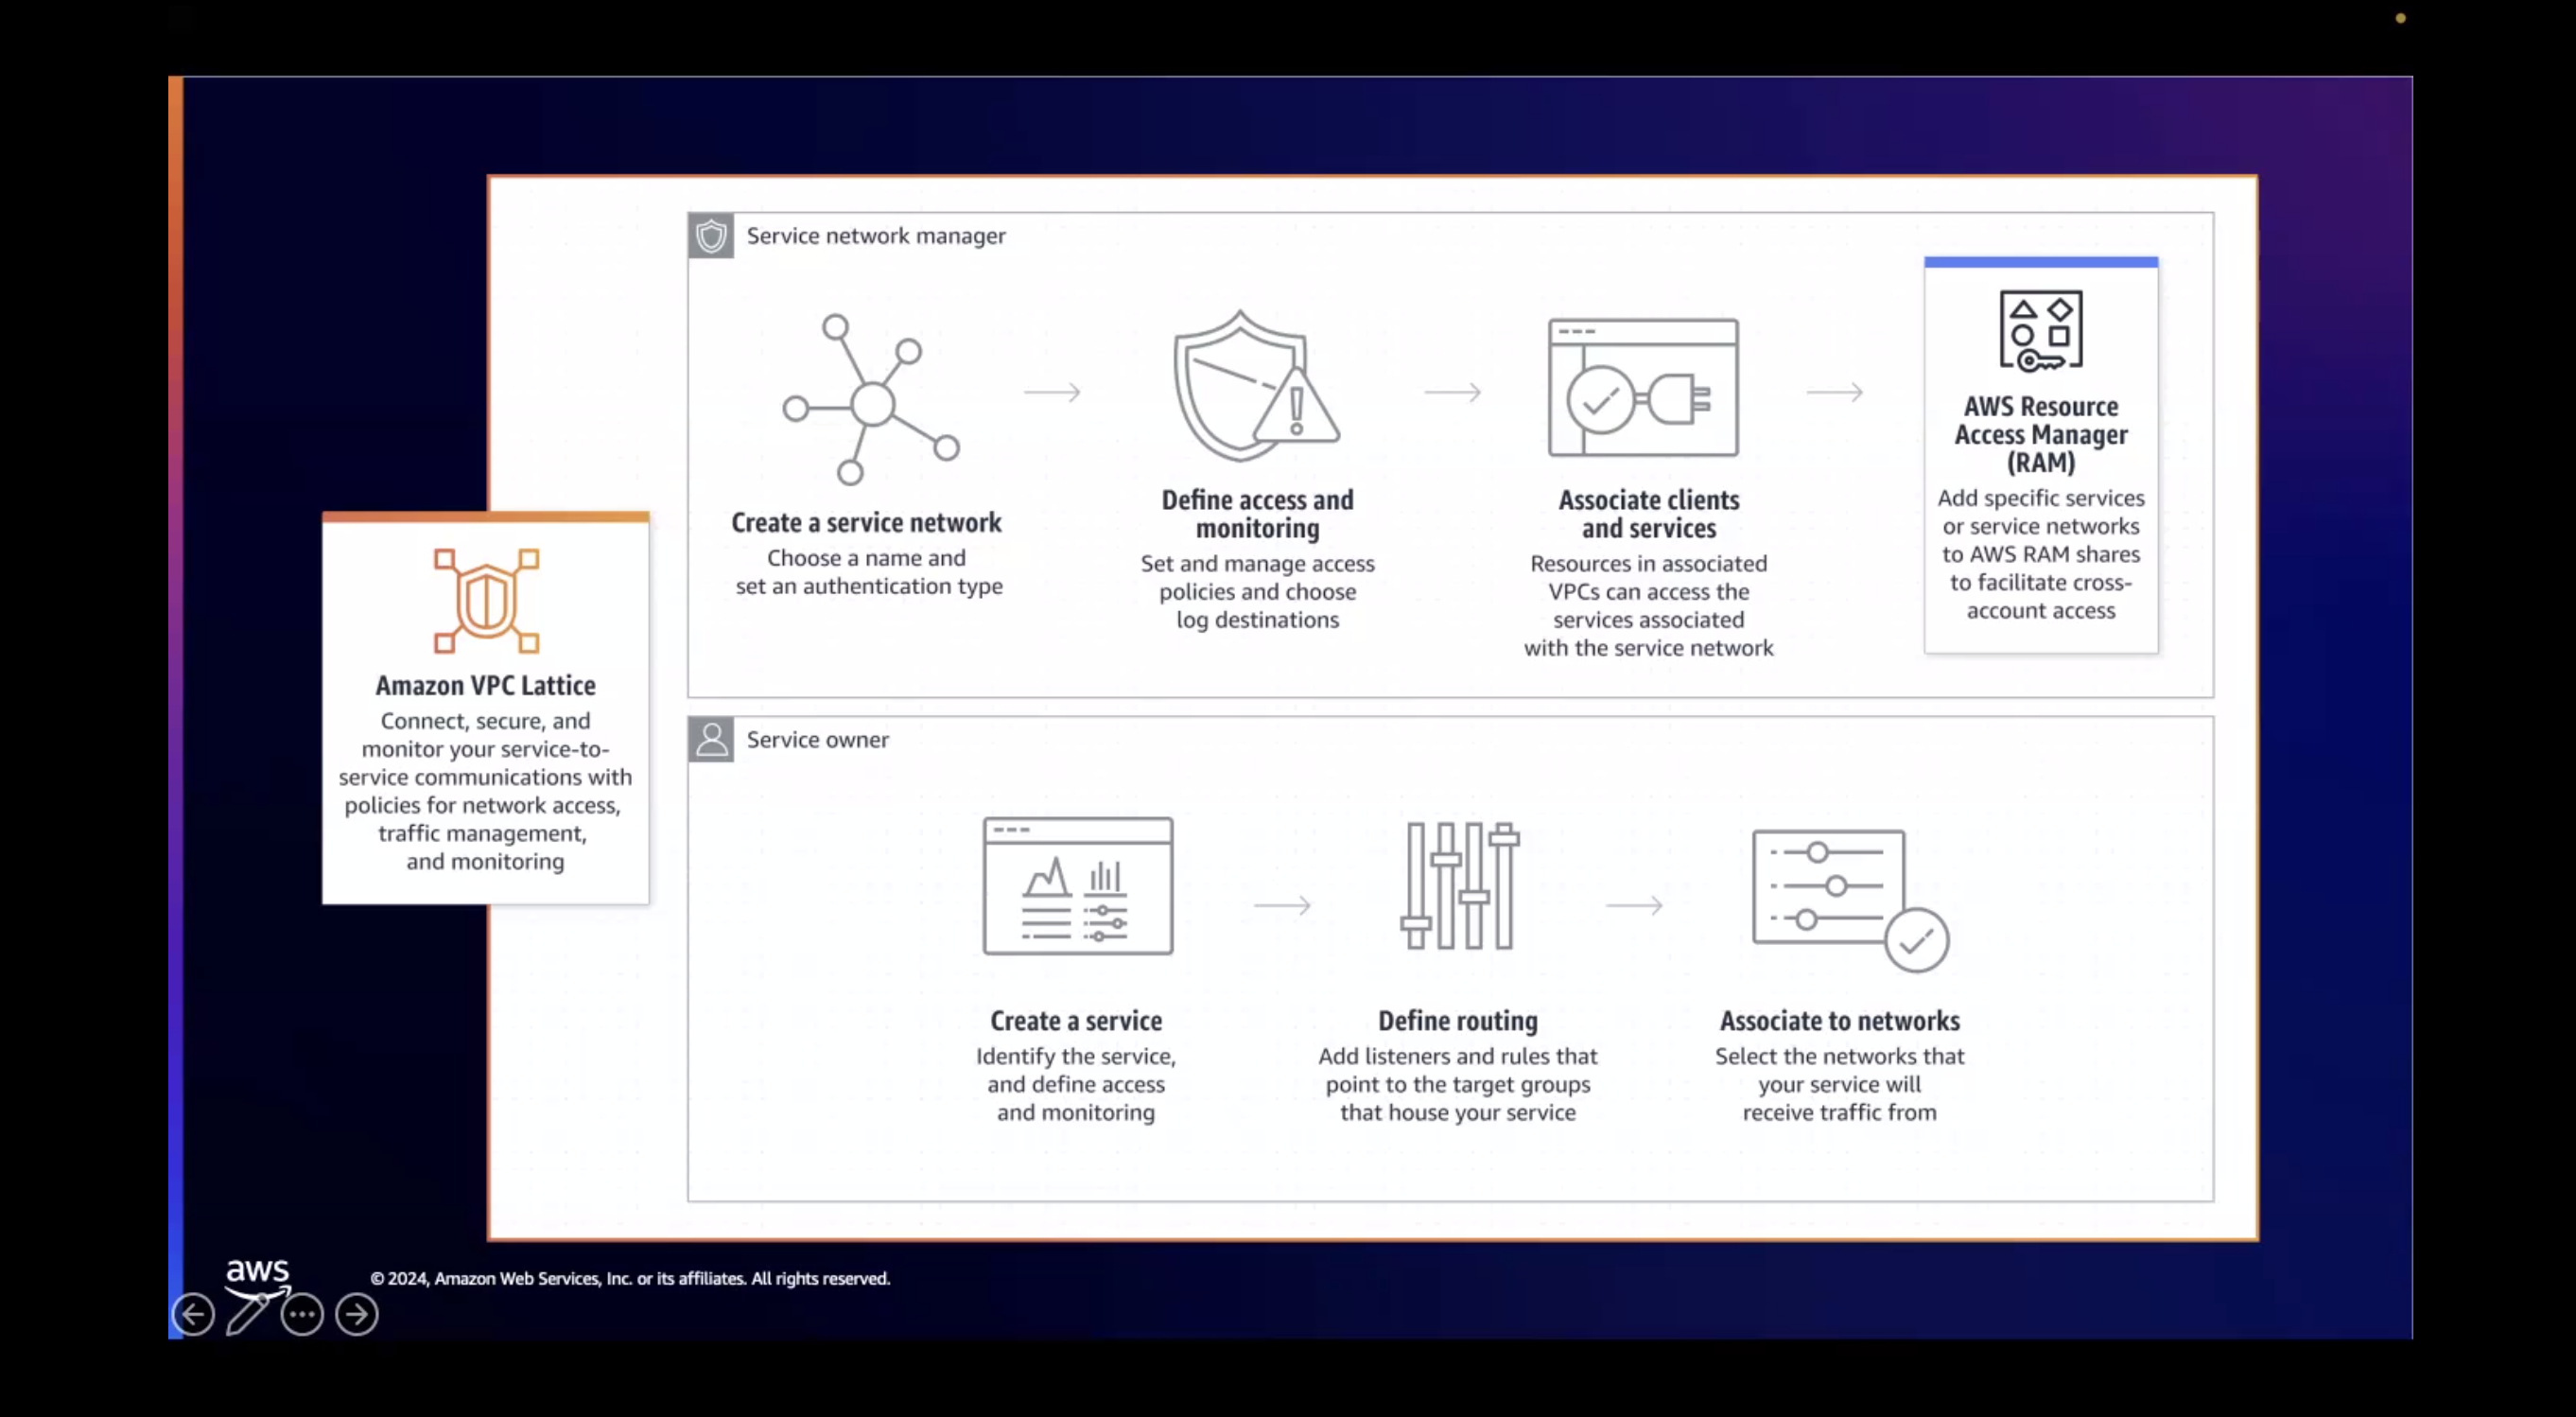 Service network manager
Create a service network
Choose a name and
set an authentication type
Define access and
monitoring
Set and manage access
policies and choose
log destinations
Associate clients
and services
Resources in associated
VPCs can access the
services associated
with the service network
AWS Resource
Access Manager
(RAM)
Add specific services
or service networks
to AWS RAM shares
to facilitate cross-
account access
Amazon VPC Lattice
Connect, secure, and
monitor your service-to-
service communications with
policies for network access,
traffic management,
and monitoring
Service owner
Create a service
Identify the service,
and define access
and monitoring
Define routing
Add listeners and rules that
point to the target groups
that house your service
Associate to networks
Select the networks that
your service will
receive traffic from
aws
© 2024, Amazon Web Services, Inc. or its affiliates. All rights reserved.